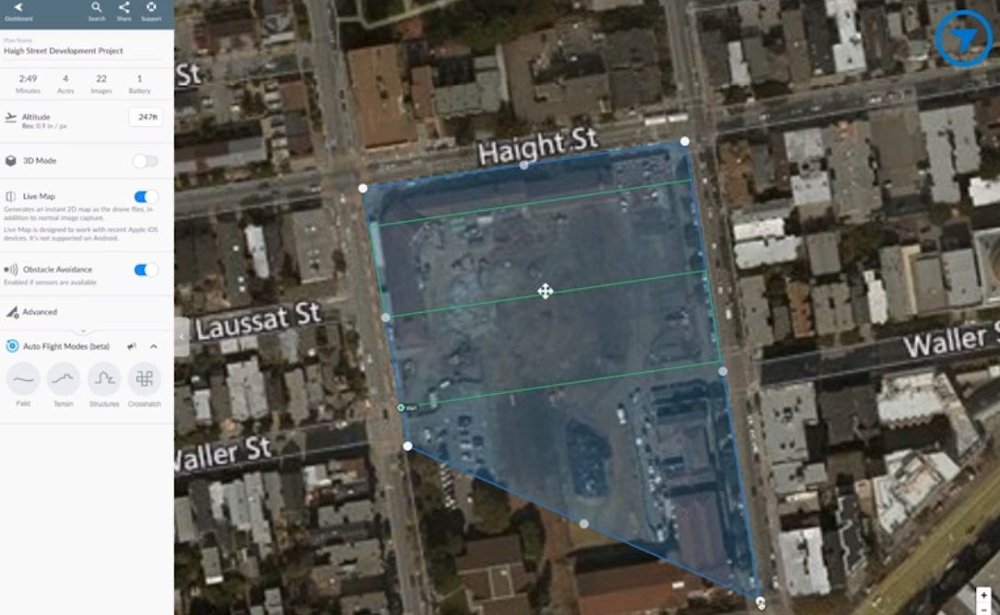 Dashboard
Search
Share
Support
Plan Name
Haigh Street Development Project
2:49
4
22
1
Minutes
Acres
Images
Battery
Altitude
Res: 0.9 in / px
247ft
3D Mode
Live Map
Generates an instant 2D map as the drone flies, in
addition to normal image capture.
Live Map is designed to work with recent Apple iOS
devices. It's not supported on Android.
Obstacle Avoidance
Enabled if sensors are available
Advanced
Auto Flight Modes (beta)
Field
Terrain
Structures
Crosshatch
St
Haight St
Laussat St
Waller St
Waller S
Start
+
-